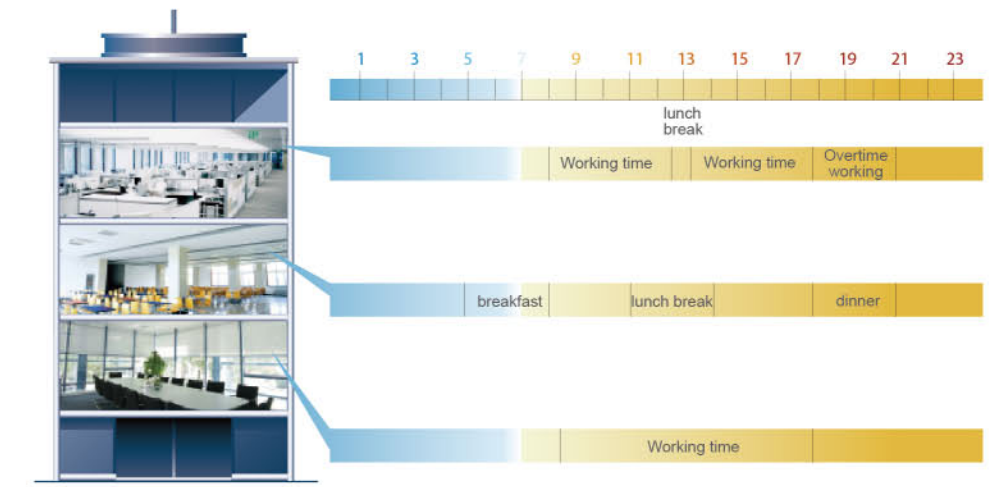 1 3 5 7 9 11 13 15 17 19 21 23
lunch
break
Working time Working time Overtime
working
breakfast lunch break dinner
Working time